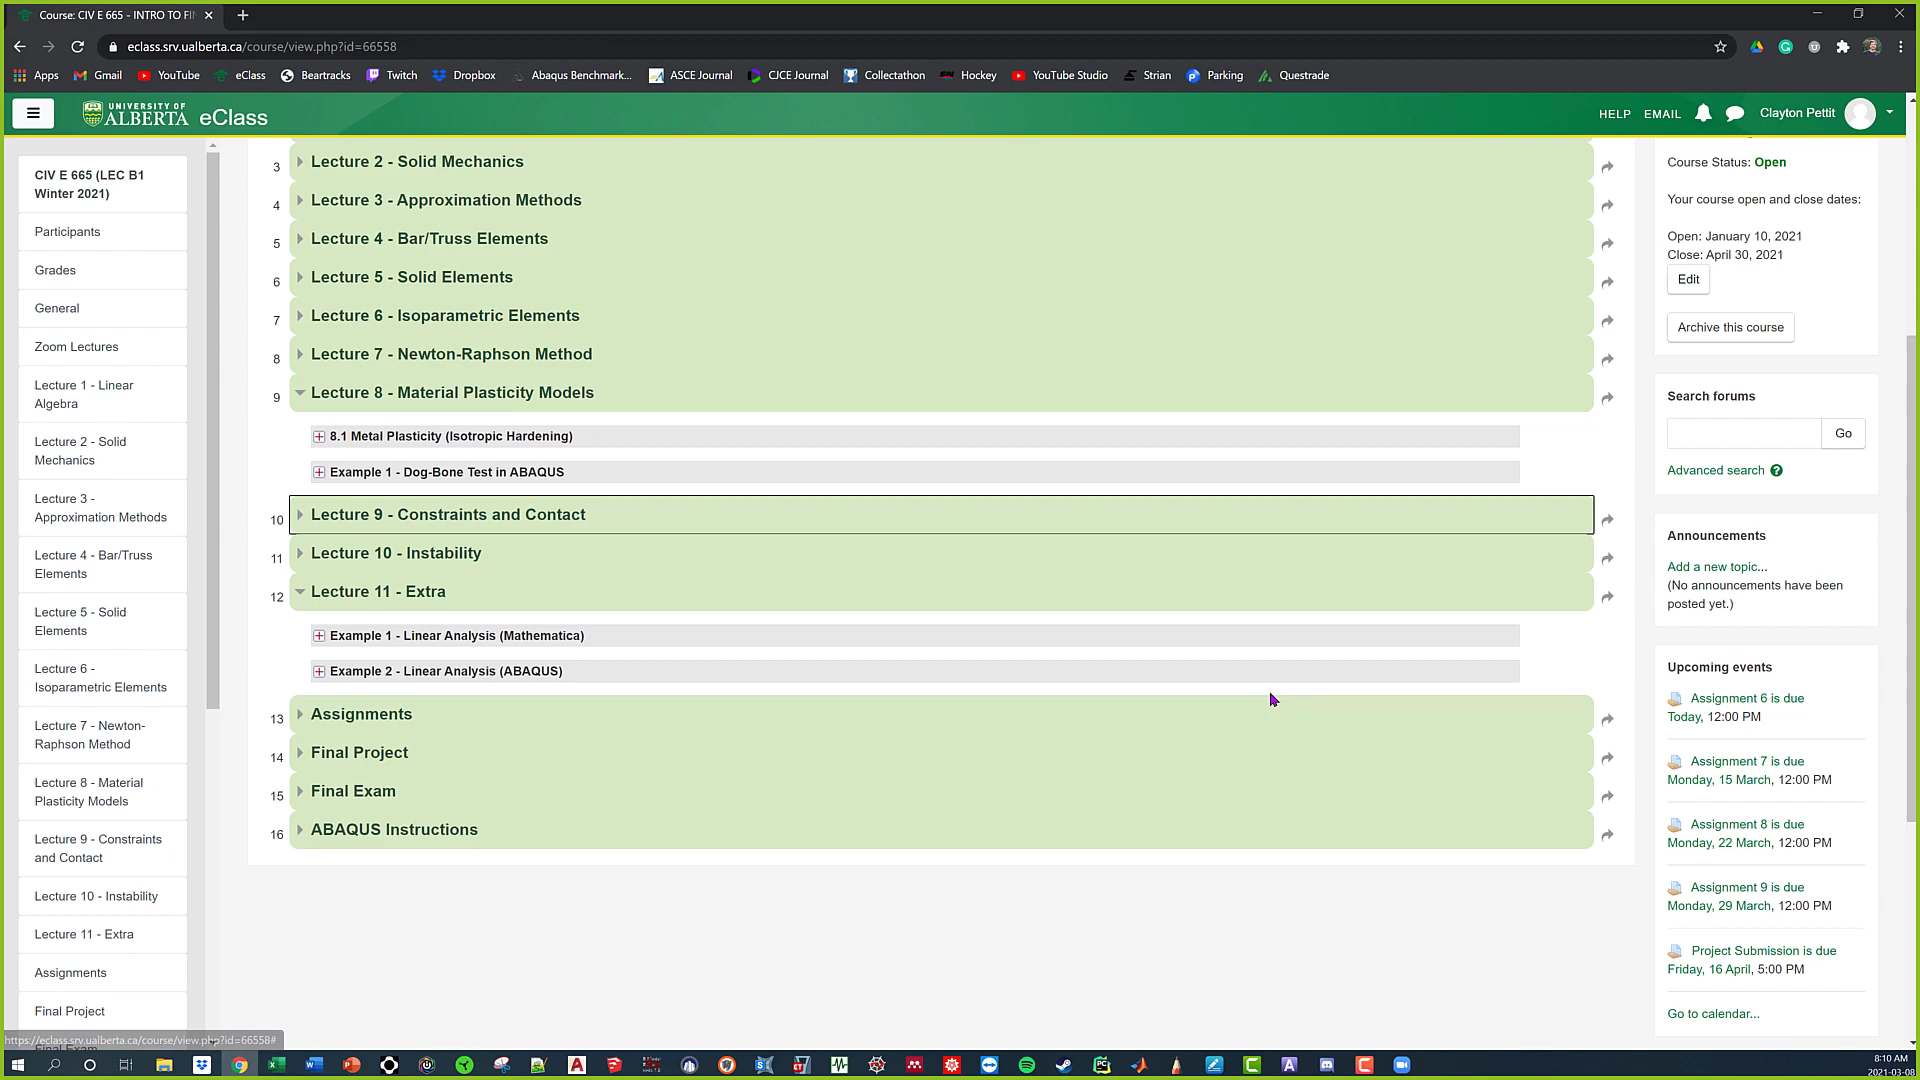 Course: CIV E 665 - INTRO TO FI
eclass.srv.ualberta.ca/course/view.php?id=66558
Apps Gmail YouTube eClass Beartracks Twitch Dropbox Abaqus Benchmark... ASCE Journal CJCE Journal Collectathon Hockey YouTube Studio Strian Parking Questrade
UNIVERSITY OF
ALBERTA eClass
HELP EMAIL Clayton Pettit
CIV E 665 (LEC B1
Winter 2021)
Participants
Grades
General
Zoom Lectures
Lecture 1 - Linear
Algebra
Lecture 2 - Solid
Mechanics
Lecture 3 -
Approximation Methods
Lecture 4 - Bar/Truss
Elements
Lecture 5 - Solid
Elements
Lecture 6 -
Isoparametric Elements
Lecture 7 - Newton-
Raphson Method
Lecture 8 - Material
Plasticity Models
Lecture 9 - Constraints
and Contact
Lecture 10 - Instability
Lecture 11 - Extra
Assignments
Final Project
https://eclass.srv.ualberta.ca/course/view.php?id=66558#
3 Lecture 2 - Solid Mechanics
4 Lecture 3 - Approximation Methods
5 Lecture 4 - Bar/Truss Elements
6 Lecture 5 - Solid Elements
7 Lecture 6 - Isoparametric Elements
8 Lecture 7 - Newton-Raphson Method
9 Lecture 8 - Material Plasticity Models
8.1 Metal Plasticity (Isotropic Hardening)
Example 1 - Dog-Bone Test in ABAQUS
10 Lecture 9 - Constraints and Contact
11 Lecture 10 - Instability
12 Lecture 11 - Extra
Example 1 - Linear Analysis (Mathematica)
Example 2 - Linear Analysis (ABAQUS)
13 Assignments
14 Final Project
15 Final Exam
16 ABAQUS Instructions
Course Status: Open
Your course open and close dates:
Open: January 10, 2021
Close: April 30, 2021
Edit
Archive this course
Search forums
Go
Advanced search
Announcements
Add a new topic...
(No announcements have been
posted yet.)
Upcoming events
Assignment 6 is due
Today, 12:00 PM
Assignment 7 is due
Monday, 15 March, 12:00 PM
Assignment 8 is due
Monday, 22 March, 12:00 PM
Assignment 9 is due
Monday, 29 March, 12:00 PM
Project Submission is due
Friday, 16 April, 5:00 PM
Go to calendar...
8:10 AM
2021-03-08